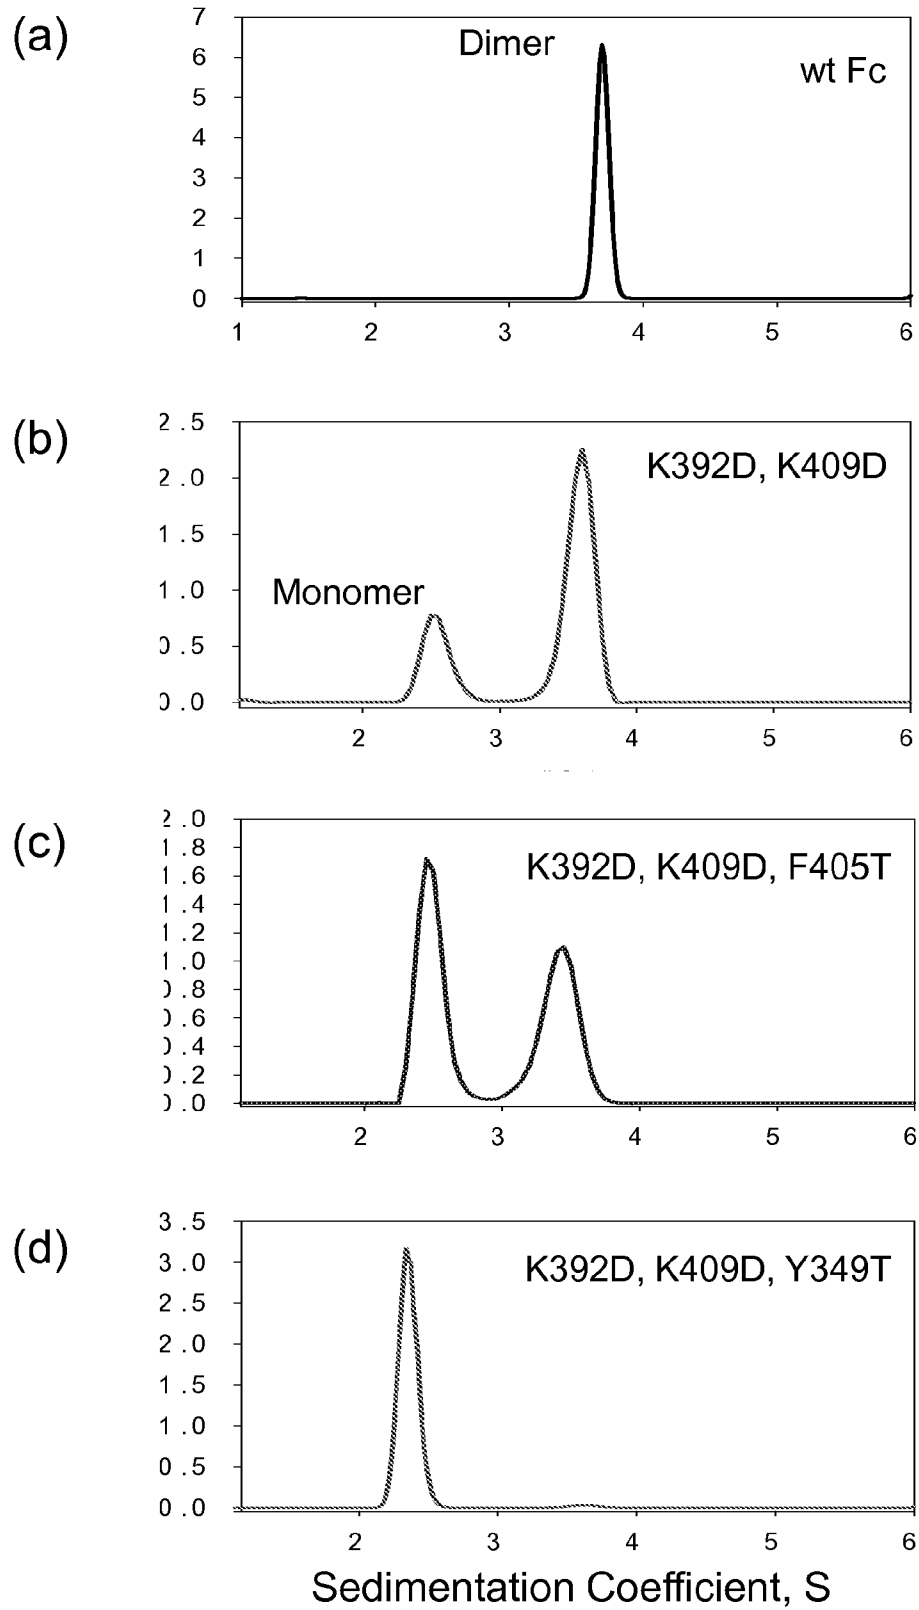 (a)
7
6
5
4
3
2
1
0
Dimer
wt Fc
1 2 3 4 5 6
(b)
2.5
2.0
1.5
1.0
0.5
0.0
K392D, K409D
Monomer
2 3 4 5 6
(c)
2.0
1.8
1.6
1.4
1.2
1.0
0.8
0.6
0.4
0.2
0.0
K392D, K409D, F405T
2 3 4 5 6
(d)
3.5
3.0
2.5
2.0
1.5
1.0
0.5
0.0
K392D, K409D, Y349T
2 3 4 5 6
Sedimentation Coefficient, S